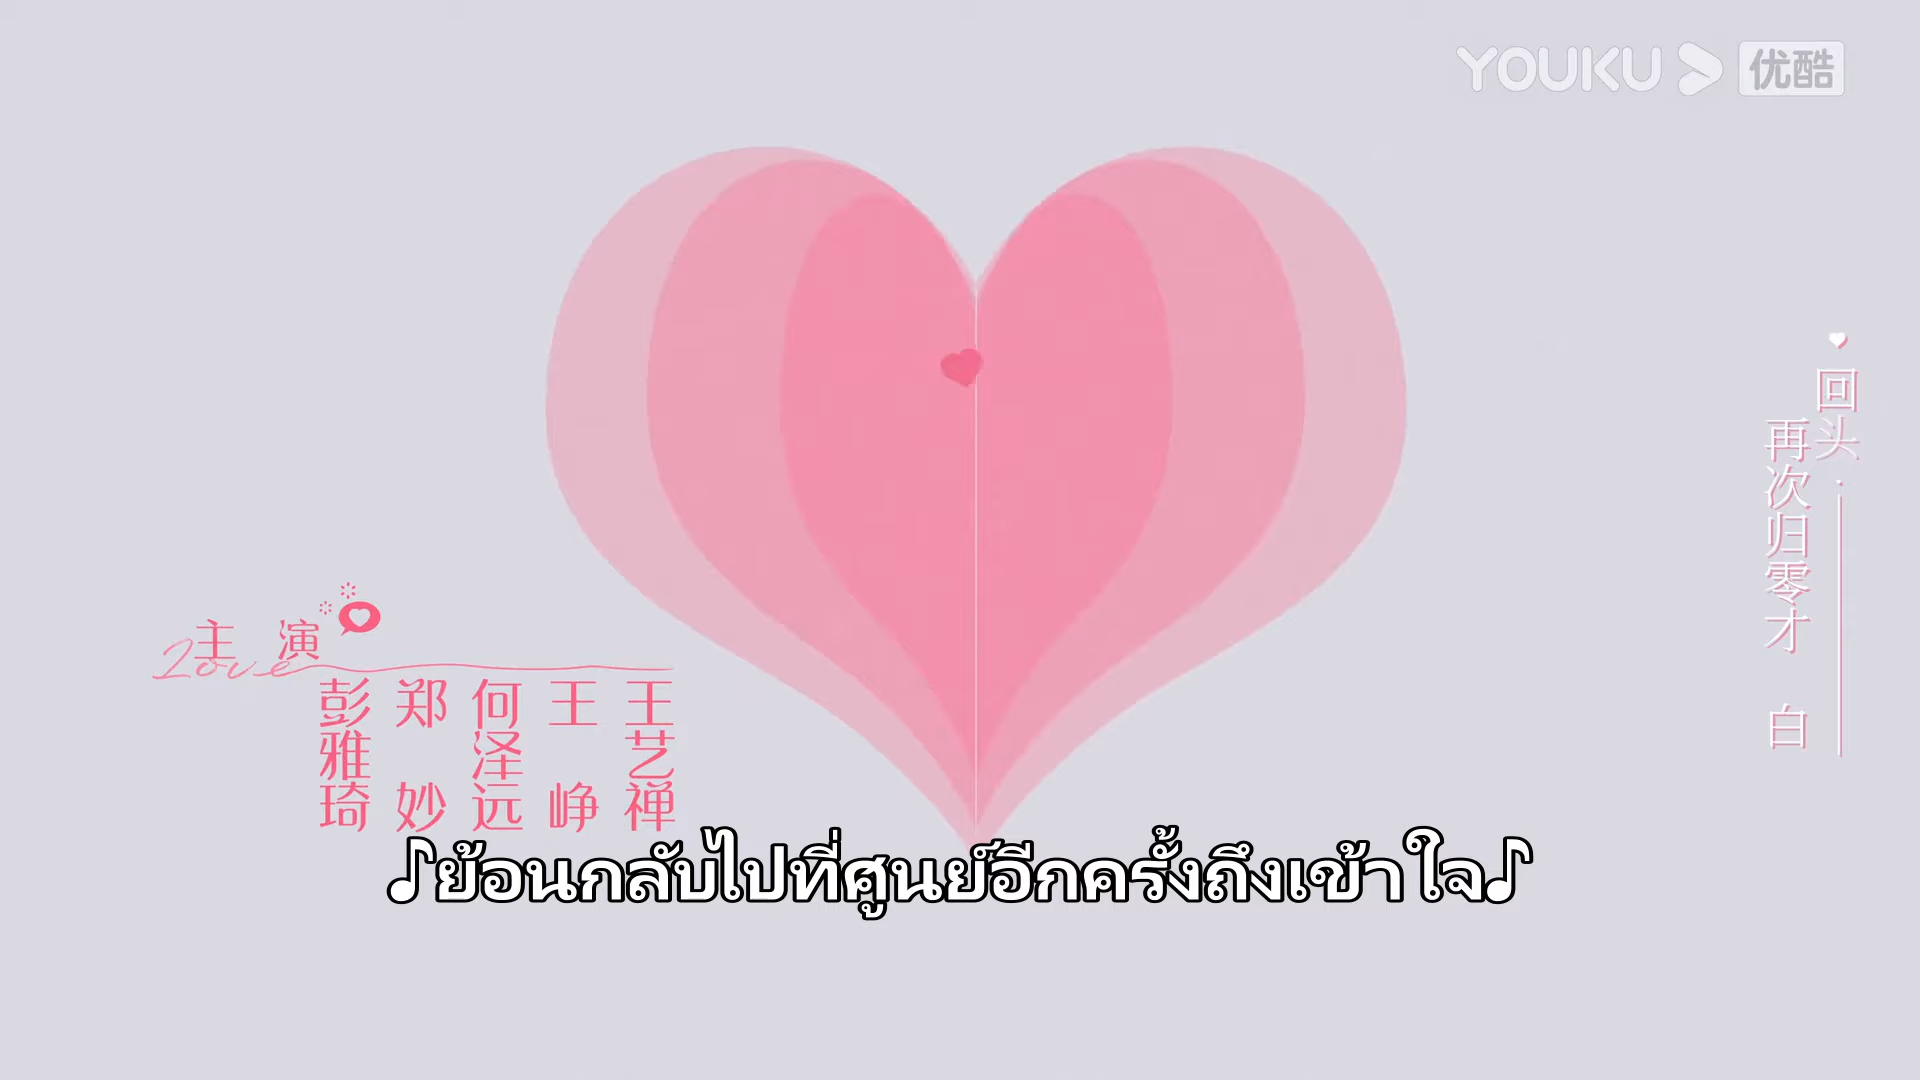 YOUKU 优酷
回头
再次归零才 白
主 演
Love
彭雅琦 郑妙 何泽远 王峥 王艺禅
♪ย้อนกลับไปที่ศูนย์อีกครั้งถึงเข้าใจ♪